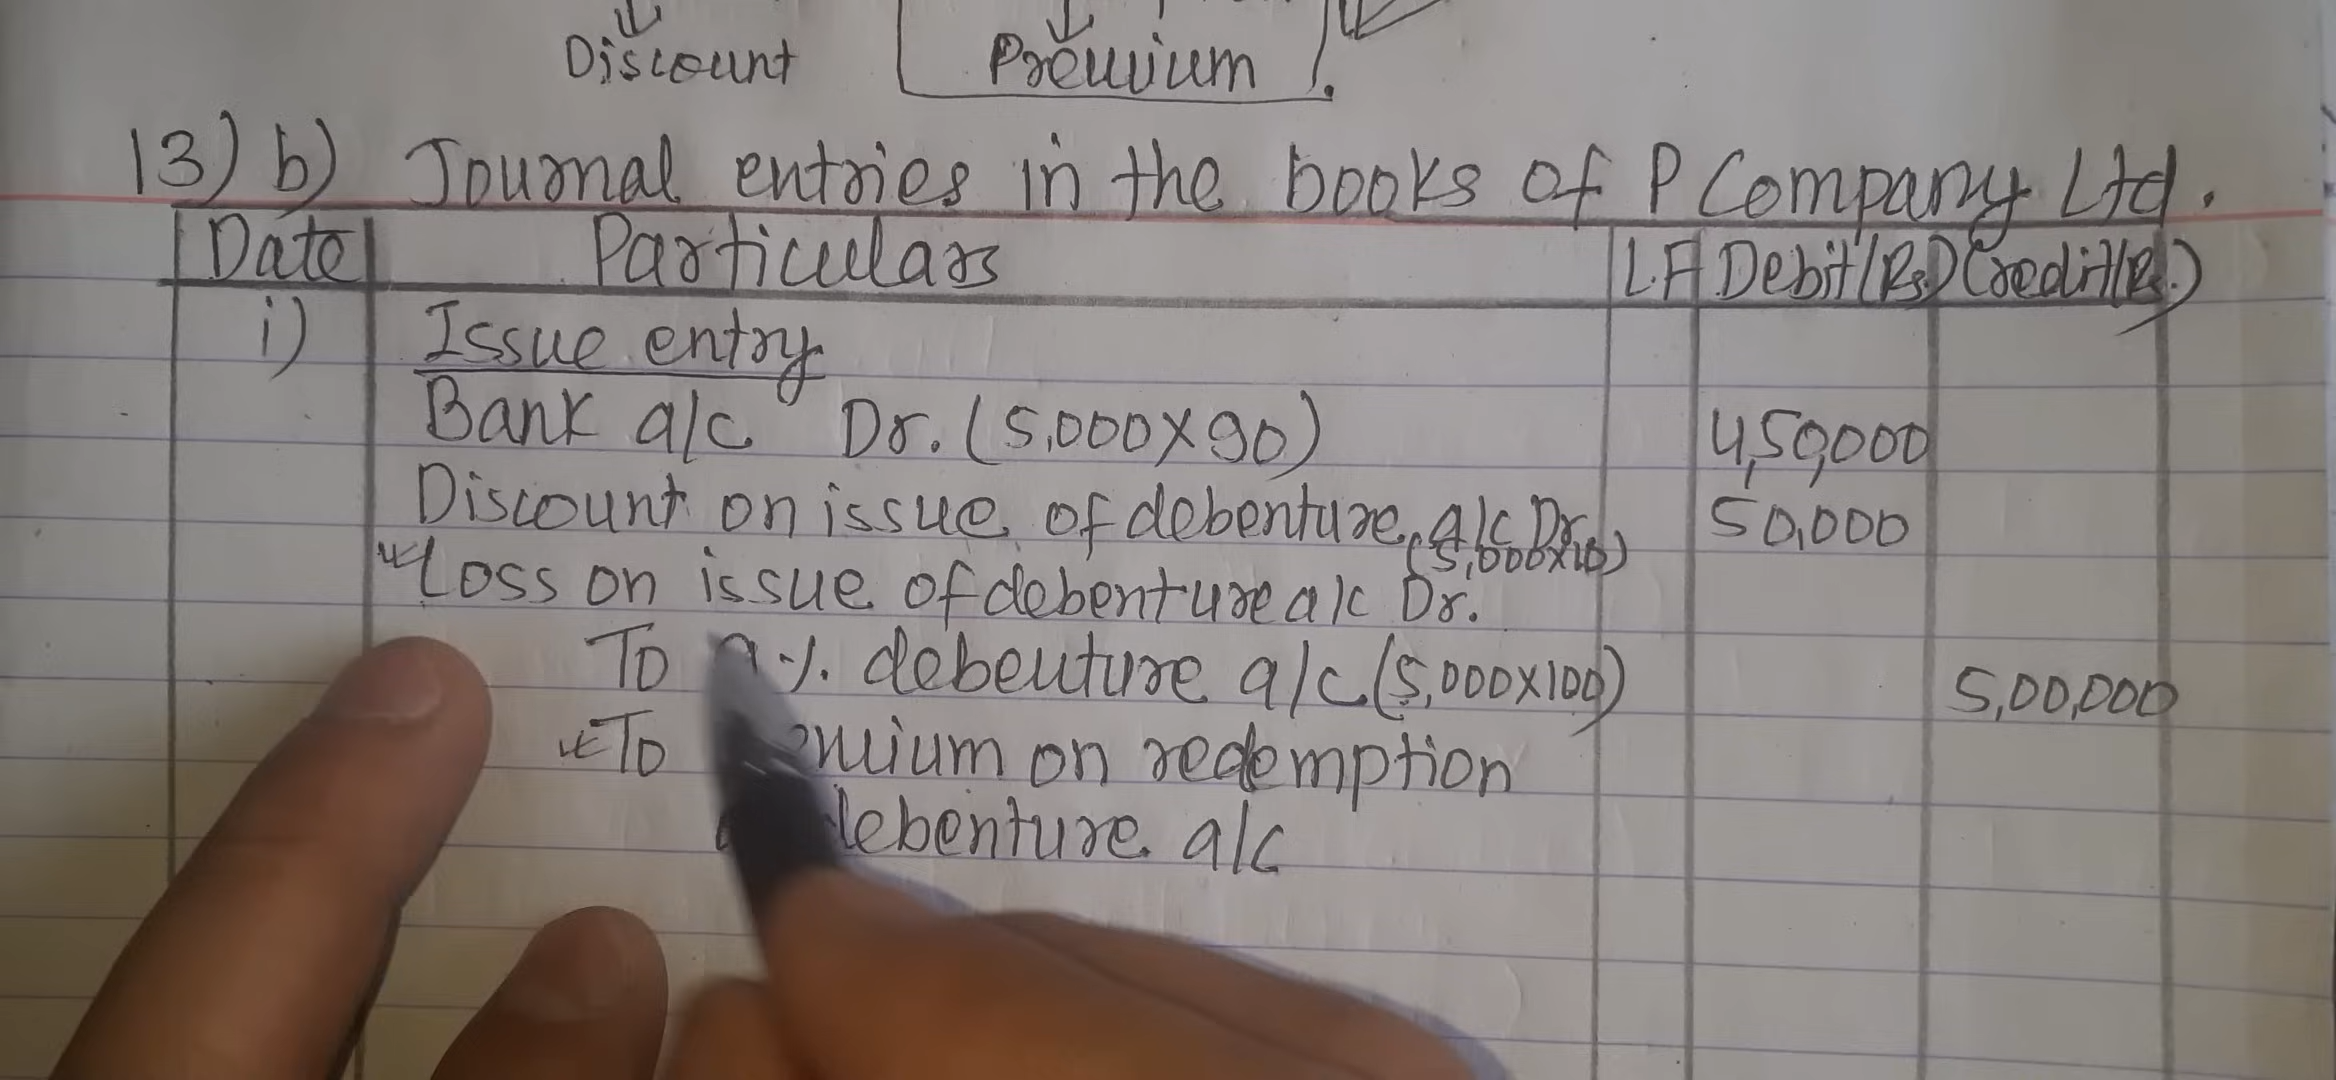 Discount Premium
13) b) Journal entries in the books of P Company Ltd.
Date Particulars L.F Debit(Rs.) Credit(Rs.)
i) Issue entry
Bank a/c Dr. (5,000×90) 4,50,000
Discount on issue of debenture a/c Dr. 50,000
(5,000×10)
Loss on issue of debenture a/c Dr.
To % debenture a/c (5,000×100) 5,00,000
To on redemption
debenture a/c